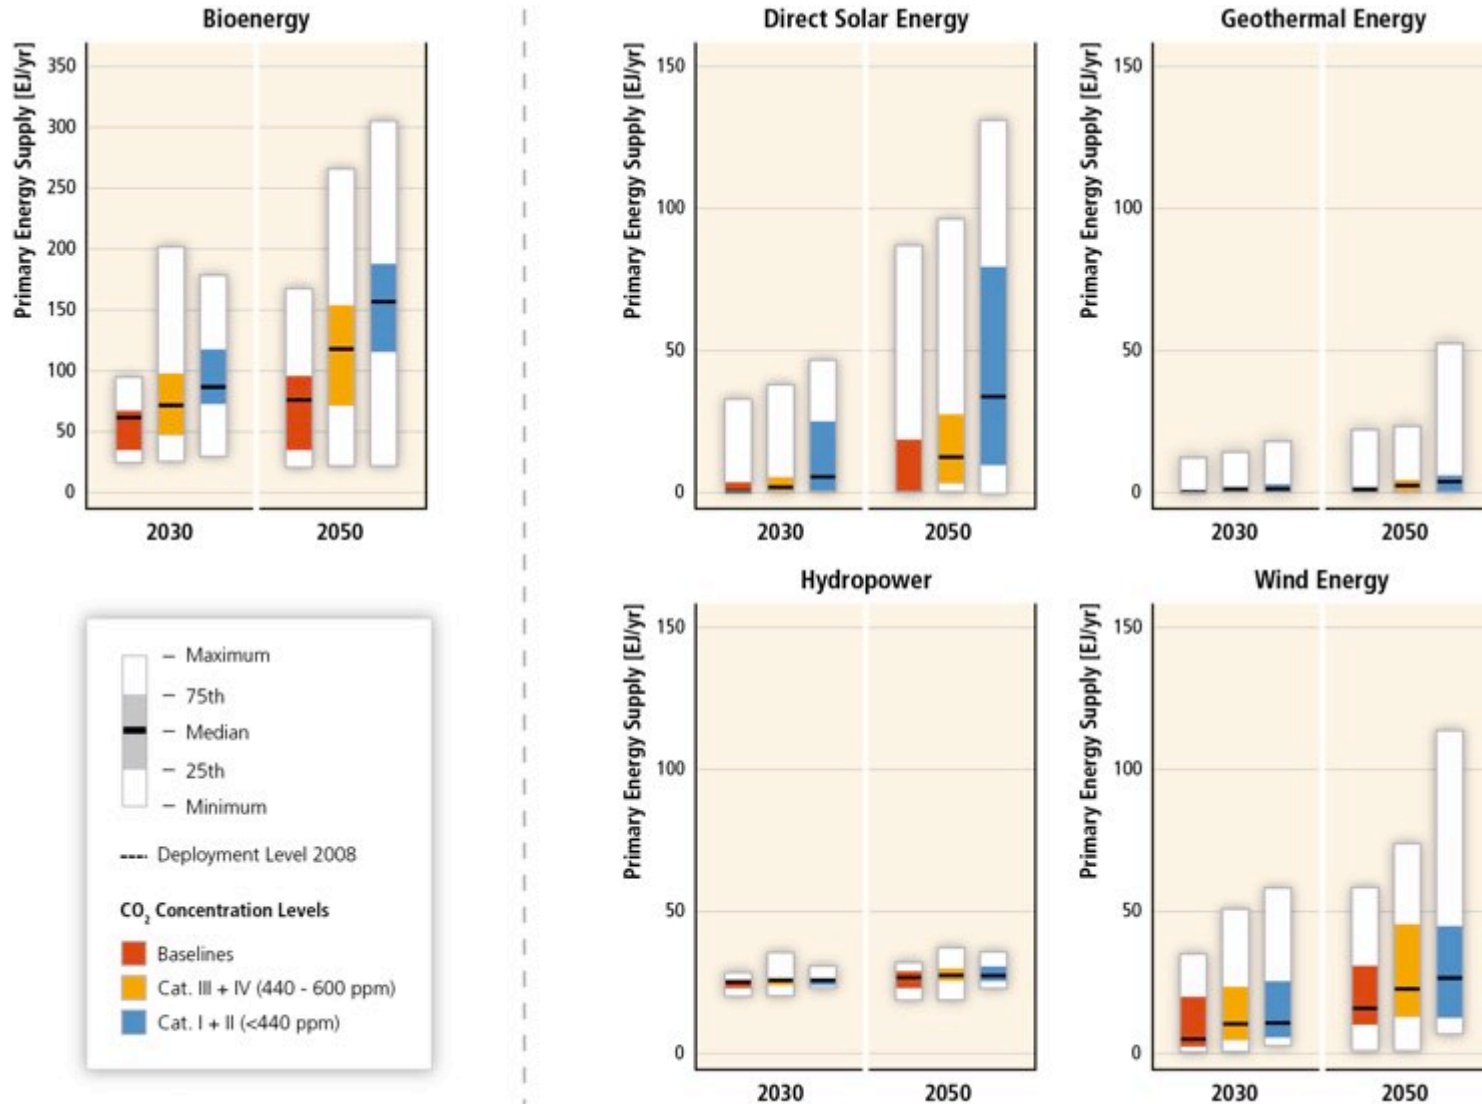 Bioenergy
Primary Energy Supply [EJ/yr]
350
300
250
200
150
100
50
0
2030 2050
Direct Solar Energy
Primary Energy Supply [EJ/yr]
150
100
50
0
2030 2050
Geothermal Energy
Primary Energy Supply [EJ/yr]
150
100
50
0
2030 2050
Maximum
75th
Median
25th
Minimum
Deployment Level 2008
CO₂ Concentration Levels
Baselines
Cat. III + IV (440 - 600 ppm)
Cat. I + II (<440 ppm)
Hydropower
Primary Energy Supply [EJ/yr]
150
100
50
0
2030 2050
Wind Energy
Primary Energy Supply [EJ/yr]
150
100
50
0
2030 2050